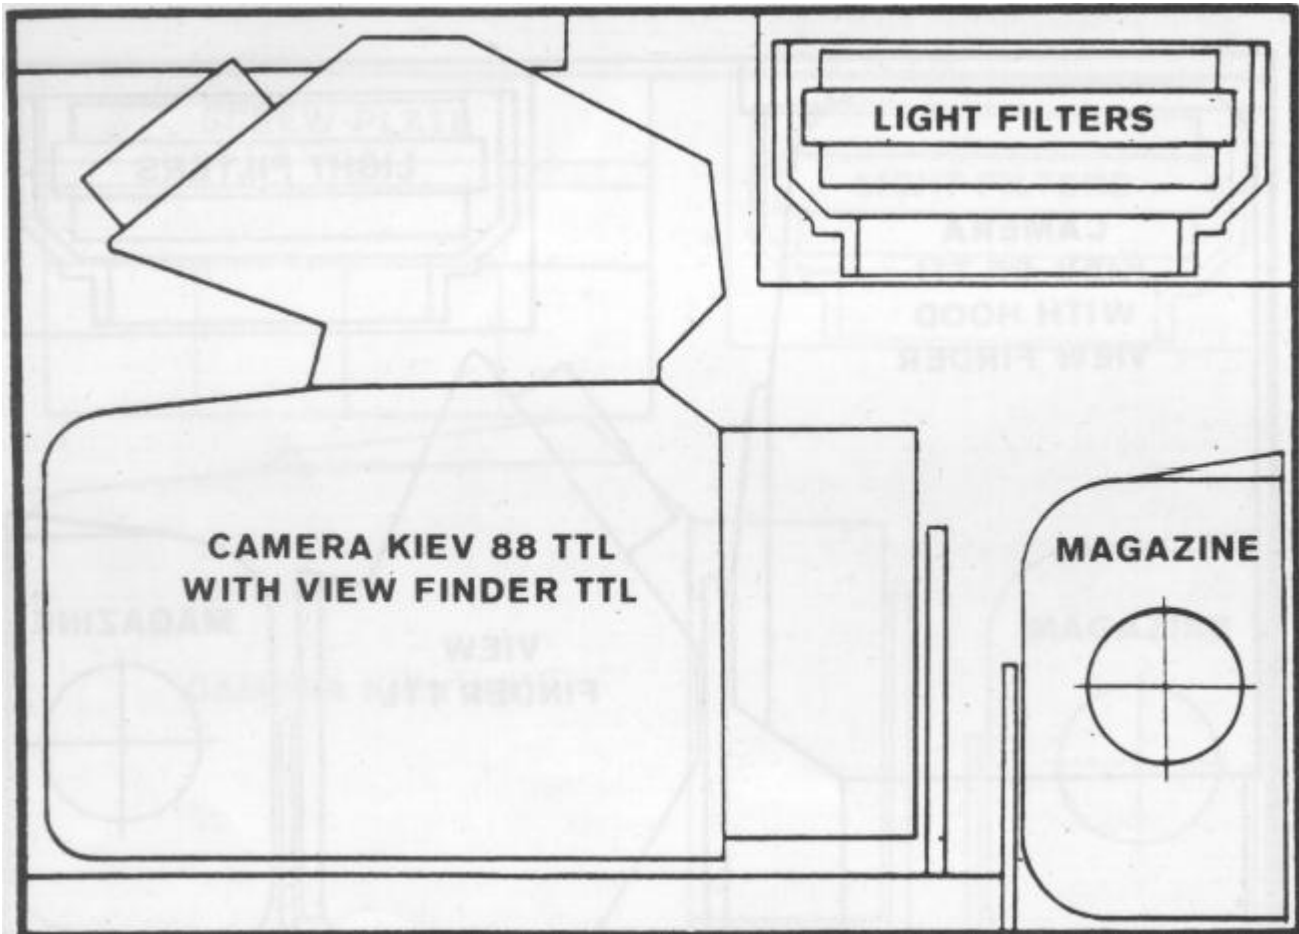 LIGHT FILTERS
CAMERA KIEV 88 TTL
WITH VIEW FINDER TTL
MAGAZINE